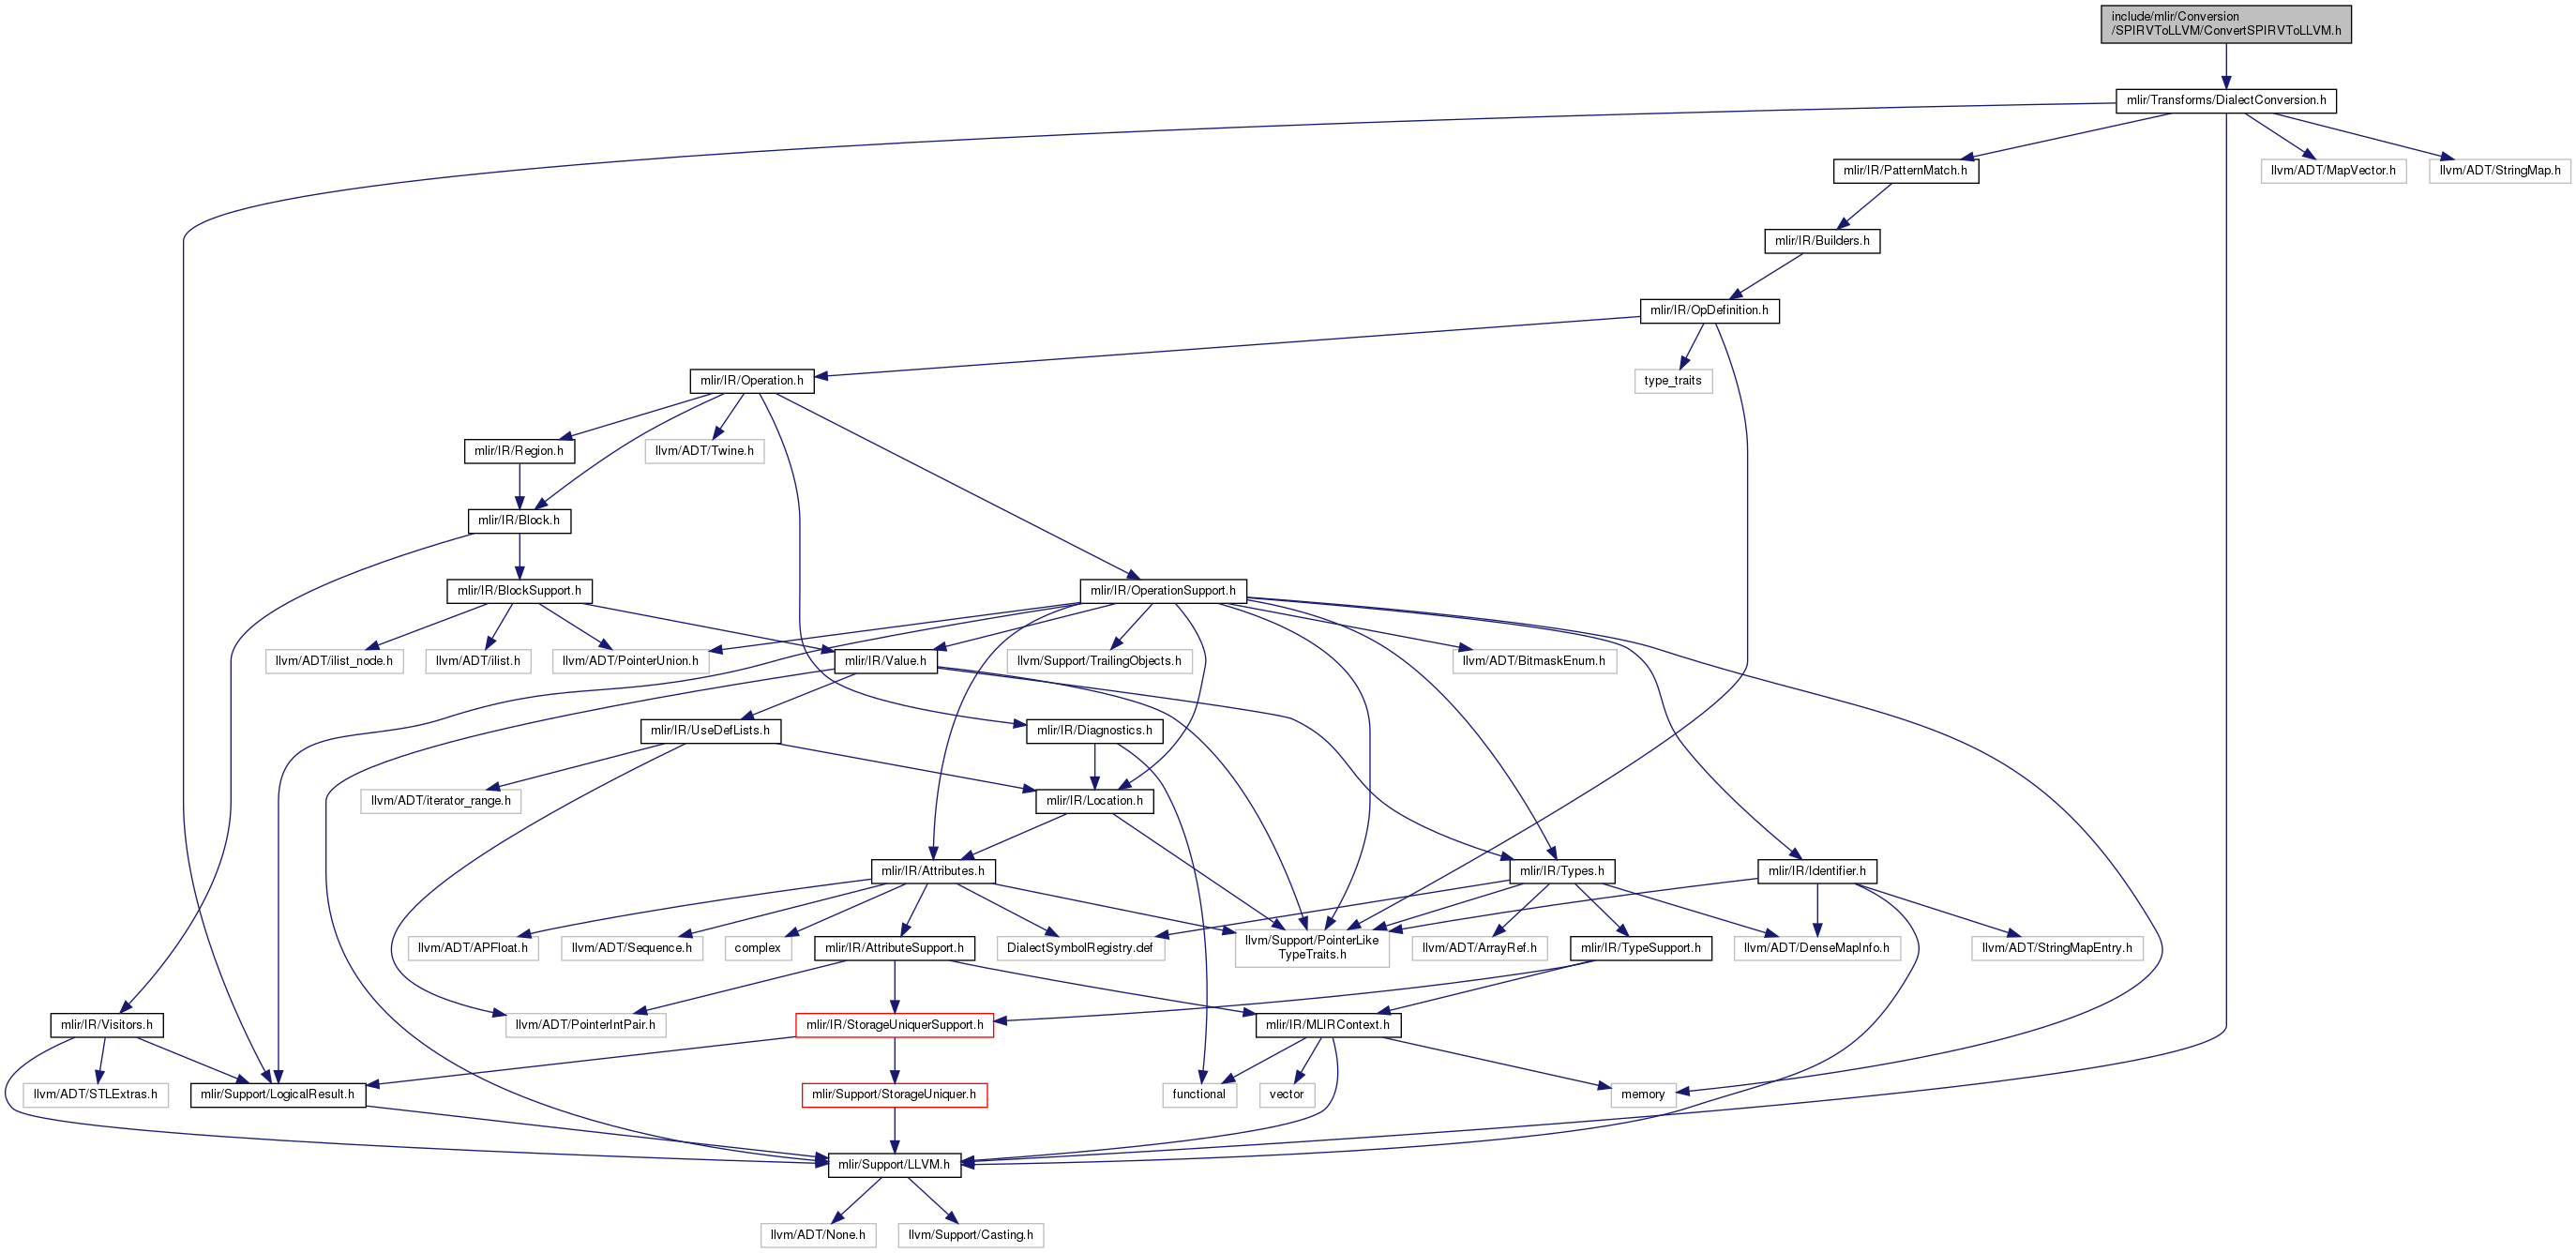 include/mlir/Conversion
/SPIRVToLLVM/ConvertSPIRVToLLVM.h
mlir/Transforms/DialectConversion.h
mlir/IR/PatternMatch.h
llvm/ADT/MapVector.h
llvm/ADT/StringMap.h
mlir/IR/Builders.h
mlir/IR/OpDefinition.h
mlir/IR/Operation.h
type_traits
mlir/IR/Region.h
llvm/ADT/Twine.h
mlir/IR/Block.h
mlir/IR/BlockSupport.h
mlir/IR/OperationSupport.h
llvm/ADT/ilist_node.h
llvm/ADT/ilist.h
llvm/ADT/PointerUnion.h
mlir/IR/Value.h
llvm/Support/TrailingObjects.h
llvm/ADT/BitmaskEnum.h
mlir/IR/UseDefLists.h
mlir/IR/Diagnostics.h
llvm/ADT/iterator_range.h
mlir/IR/Location.h
mlir/IR/Attributes.h
mlir/IR/Types.h
mlir/IR/Identifier.h
llvm/ADT/APFloat.h
llvm/ADT/Sequence.h
complex
mlir/IR/AttributeSupport.h
DialectSymbolRegistry.def
llvm/Support/PointerLike
TypeTraits.h
llvm/ADT/ArrayRef.h
mlir/IR/TypeSupport.h
llvm/ADT/DenseMapInfo.h
llvm/ADT/StringMapEntry.h
mlir/IR/Visitors.h
llvm/ADT/PointerIntPair.h
mlir/IR/StorageUniquerSupport.h
mlir/IR/MLIRContext.h
llvm/ADT/STLExtras.h
mlir/Support/LogicalResult.h
mlir/Support/StorageUniquer.h
functional
vector
memory
mlir/Support/LLVM.h
llvm/ADT/None.h
llvm/Support/Casting.h